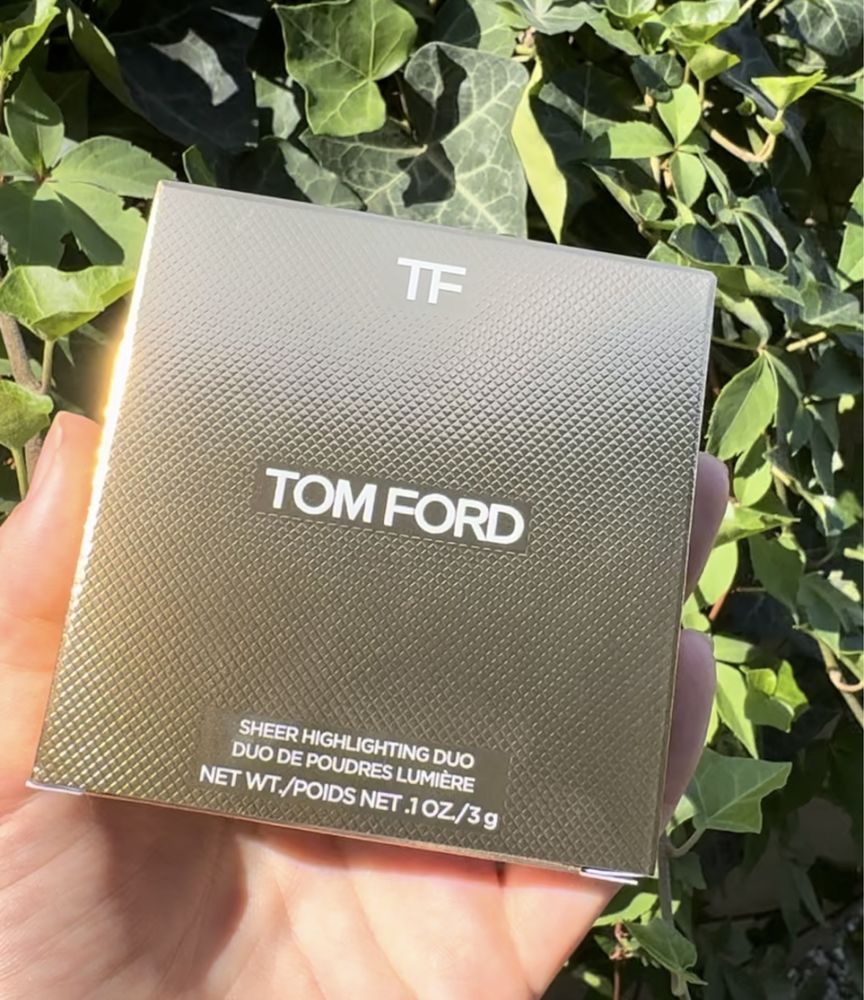 TF
TOM FORD
SHEER HIGHLIGHTING DUO
DUO DE POUDRES LUMIÈRE
NET WT./POIDS NET .1 OZ./3 g